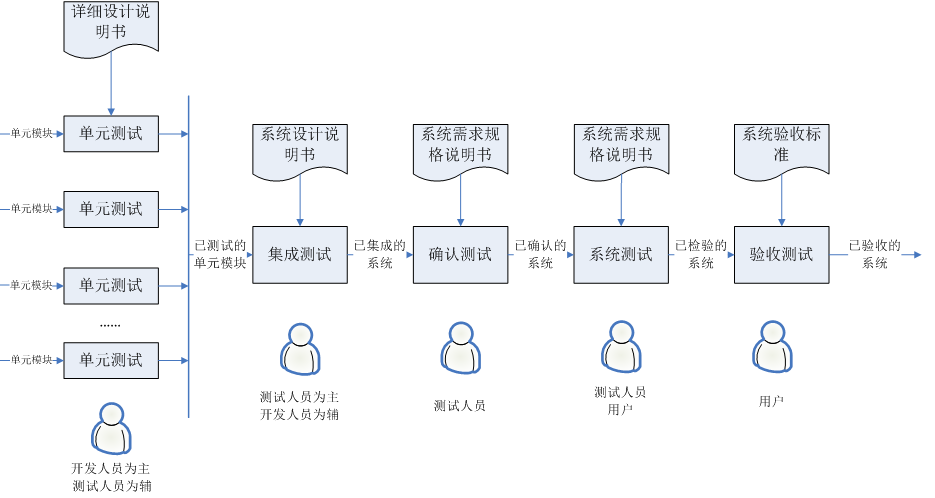 详细设计说
明书
单元模块
单元测试
单元模块
单元测试
单元模块
单元测试
......
单元模块
单元测试
开发人员为主
测试人员为辅
系统设计说
明书
系统需求规
格说明书
系统需求规
格说明书
系统验收标
准
已测试的
单元模块
集成测试
已集成的
系统
确认测试
已确认的
系统
系统测试
已检验的
系统
验收测试
已验收的
系统
测试人员为主
开发人员为辅
测试人员
测试人员
用户
用户